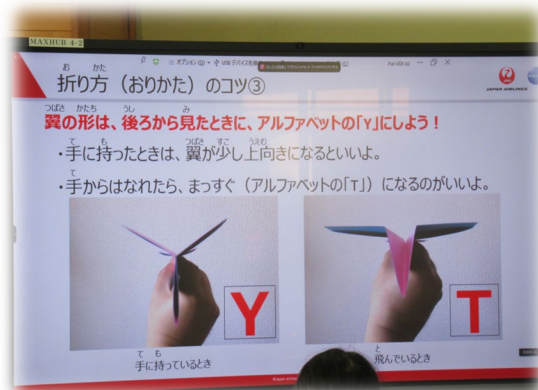 MAXHUB 4-2
折り方（おりかた）のコツ③
JAPAN AIRLINES
翼の形は、後ろから見たときに、アルファベットの「Y」にしよう！
・手に持ったときは、翼が少し上向きになるといいよ。
・手からはなれたら、まっすぐ（アルファベットの「T」）になるのがいいよ。
Y
T
手に持っているとき
飛んでいるとき